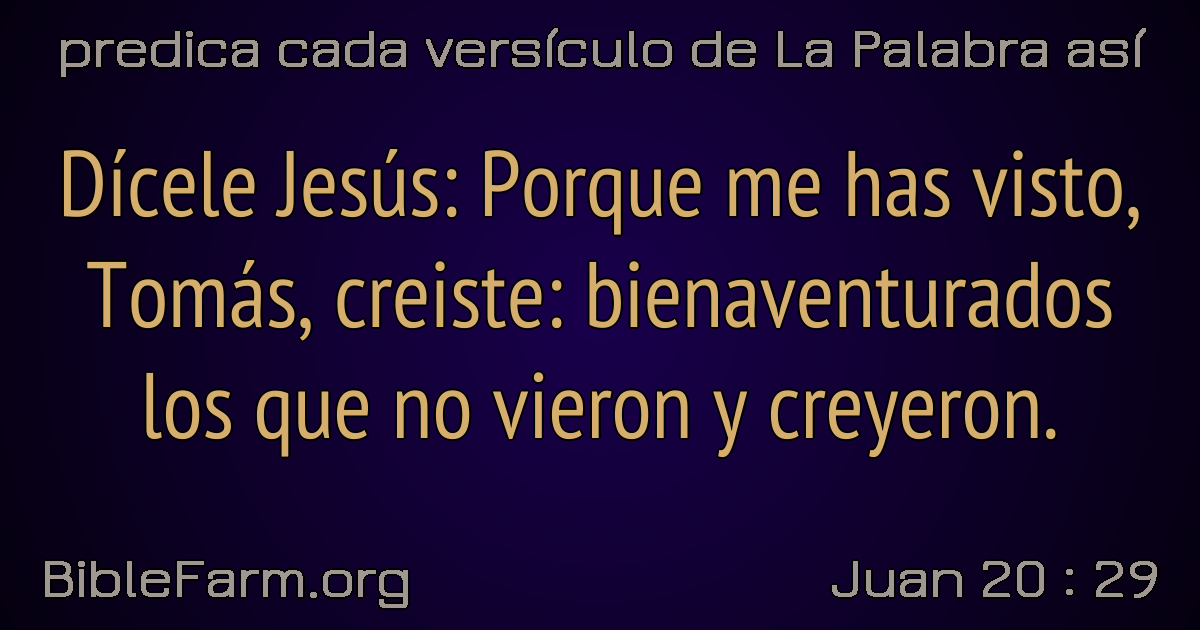 predica cada versículo de La Palabra así
Dícele Jesús: Porque me has visto,
Tomás, creiste: bienaventurados
los que no vieron y creyeron.
BibleFarm.org
Juan 20 : 29